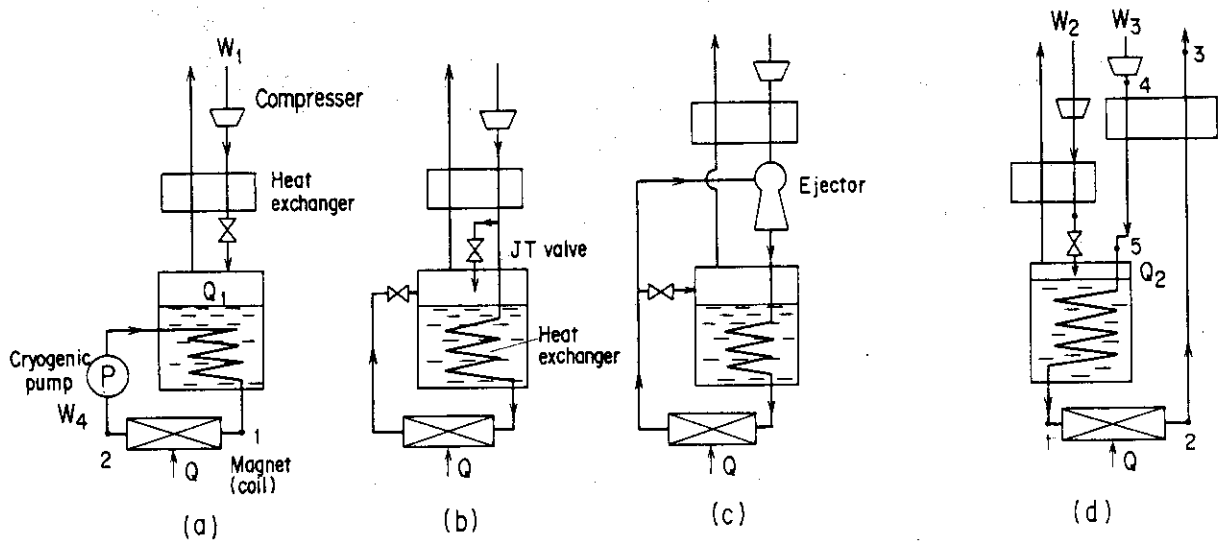 W1
Compresser
Heat
exchanger
Q1
Cryogenic
pump
P
W4
2
1
Q
Magnet
(coil)
(a)
JT valve
Heat
exchanger
Q
(b)
Ejector
Q
(c)
W2
W3
3
4
5
Q2
1
2
Q
(d)